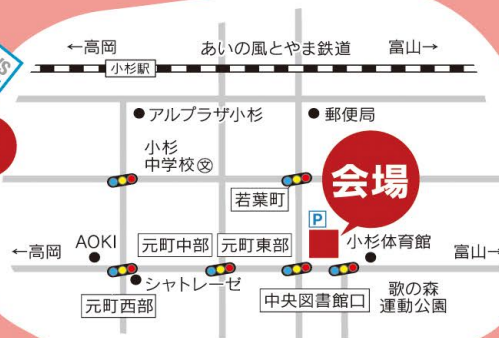 ←高岡
あいの風とやま鉄道
富山→
小杉駅
アルプラザ小杉
郵便局
小杉
中学校
文
若葉町
会場
P
←高岡
AOKI
元町中部
元町東部
小杉体育館
富山→
シャトレーゼ
元町西部
中央図書館口
歌の森
運動公園